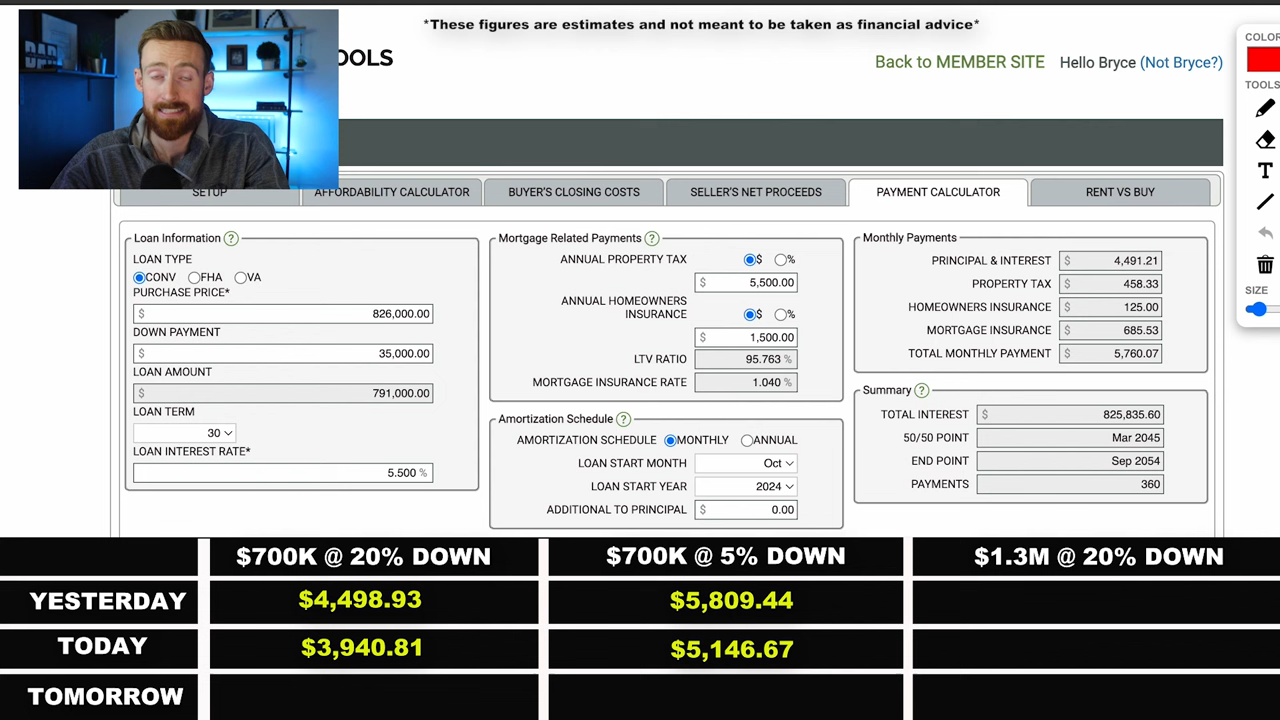 *These figures are estimates and not meant to be taken as financial advice*
OOLS
Back to MEMBER SITE Hello Bryce (Not Bryce?)
COLOR
TOOLS
T
SIZE
SETUP AFFORDABILITY CALCULATOR BUYER'S CLOSING COSTS SELLER'S NET PROCEEDS PAYMENT CALCULATOR RENT VS BUY
Loan Information ?
LOAN TYPE
CONV FHA VA
PURCHASE PRICE*
$ 826,000.00
DOWN PAYMENT
$ 35,000.00
LOAN AMOUNT
$ 791,000.00
LOAN TERM
30
LOAN INTEREST RATE*
5.500 %
Mortgage Related Payments ?
ANNUAL PROPERTY TAX $ %
$ 5,500.00
ANNUAL HOMEOWNERS
INSURANCE $ %
$ 1,500.00
LTV RATIO 95.763 %
MORTGAGE INSURANCE RATE 1.040 %
Amortization Schedule ?
AMORTIZATION SCHEDULE MONTHLY ANNUAL
LOAN START MONTH Oct
LOAN START YEAR 2024
ADDITIONAL TO PRINCIPAL $ 0.00
Monthly Payments
PRINCIPAL & INTEREST $ 4,491.21
PROPERTY TAX $ 458.33
HOMEOWNERS INSURANCE $ 125.00
MORTGAGE INSURANCE $ 685.53
TOTAL MONTHLY PAYMENT $ 5,760.07
Summary ?
TOTAL INTEREST $ 825,835.60
50/50 POINT Mar 2045
END POINT Sep 2054
PAYMENTS 360
$700K @ 20% DOWN $700K @ 5% DOWN $1.3M @ 20% DOWN
YESTERDAY $4,498.93 $5,809.44
TODAY $3,940.81 $5,146.67
TOMORROW